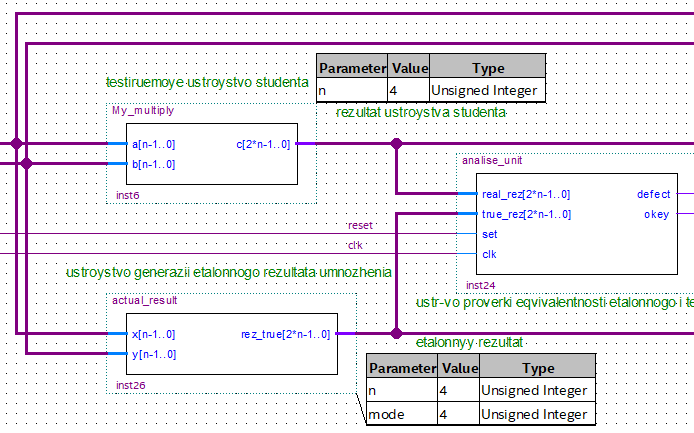 Parameter Value Type
n 4 Unsigned Integer
testiruemoye ustroystvo studenta
My_multiply
rezultat ustroystva studenta
a[n-1..0] c[2*n-1..0]
b[n-1..0]
inst6
analise_unit
real_rez[2*n-1..0] defect
true_rez[2*n-1..0] okey
reset
set
clk
clk
inst24
ustroystvo generazii etalonnogo rezultata umnozhenia
actual_result
ustr-vo proverki eqvivalentnosti etalonnogo i
x[n-1..0] rez_true[2*n-1..0]
y[n-1..0]
inst26
etalonnyy rezultat
Parameter Value Type
n 4 Unsigned Integer
mode 4 Unsigned Integer